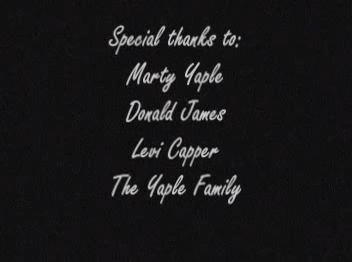 Special thanks to:
Marty Yaple
Donald James
Levi Capper
The Yaple Family